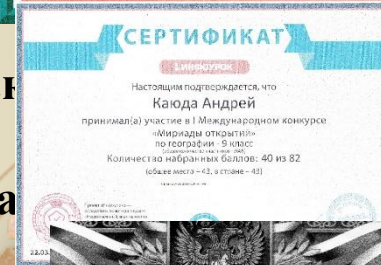 СЕРТИФИКАТ
ИНФОУРОК
Настоящим подтверждается, что
Каюда Андрей
принимал(а) участие в I Международном конкурсе
«Мириады открытий»
по географии - 9 класс
Количество набранных баллов: 40 из 82
(общее место – 43, в стране – 43)
22.03